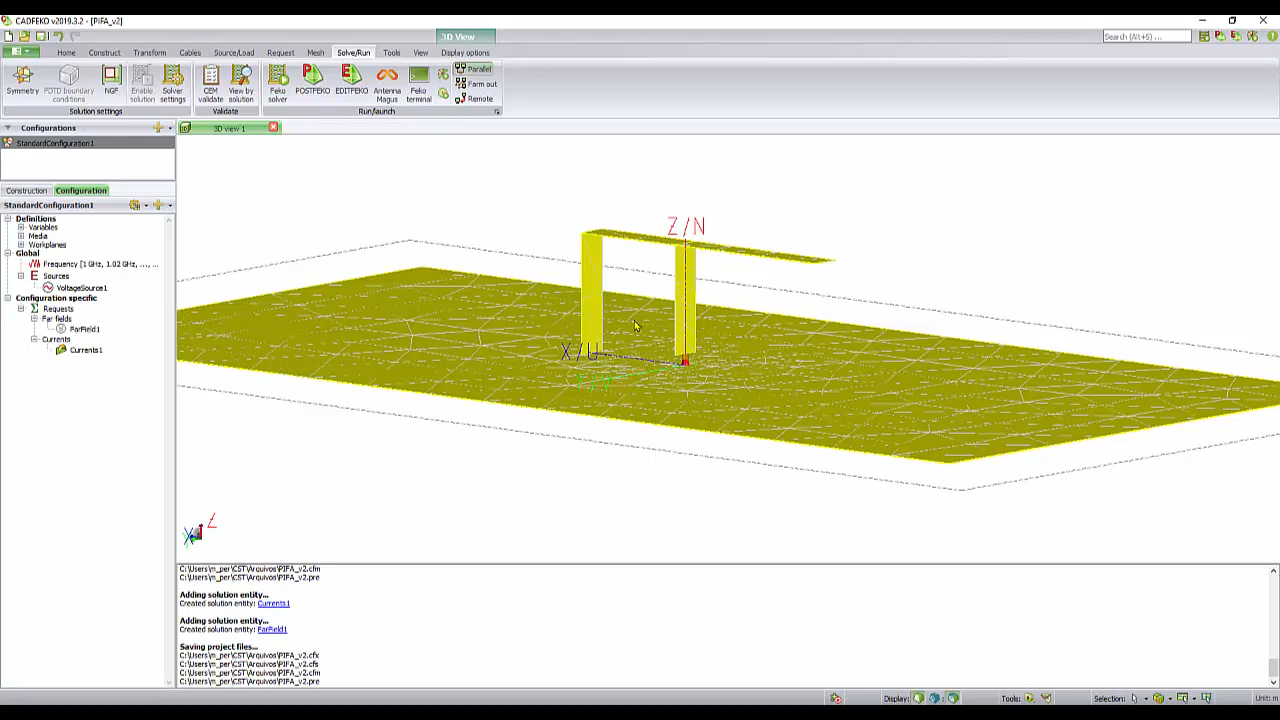 CADFEKO v2019.3.2 - [PIFA_v2]
3D View
Search (Alt+S) ...
Home Construct Transform Cables Source/Load Request Mesh Solve/Run Tools View Display options
Symmetry
FDTD boundary conditions
NGF
Enable solution
Solver settings
CEM validate
View by solution
Feko solver
POSTFEKO
EDITFEKO
Antenna Magus
Feko terminal
Parallel
Farm out
Remote
Solution settings Validate Run/launch
Configurations
3D view 1
StandardConfiguration1
Construction Configuration
StandardConfiguration1
Definitions
Variables
Media
Workplanes
Global
Frequency [1 GHz, 1.02 GHz, ..., ...
Sources
VoltageSource1
Configuration specific
Requests
Far fields
FarField1
Currents
Currents1
Z/N
X/U
Y/V
Z
X
C:\Users\m_per\CST\Arquivos\PIFA_v2.cfm
C:\Users\m_per\CST\Arquivos\PIFA_v2.pre
Adding solution entity...
Created solution entity: Currents1
Adding solution entity...
Created solution entity: FarField1
Saving project files...
C:\Users\m_per\CST\Arquivos\PIFA_v2.cfx
C:\Users\m_per\CST\Arquivos\PIFA_v2.cfs
C:\Users\m_per\CST\Arquivos\PIFA_v2.cfm
C:\Users\m_per\CST\Arquivos\PIFA_v2.pre
Display: Tools: Selection: Unit: m